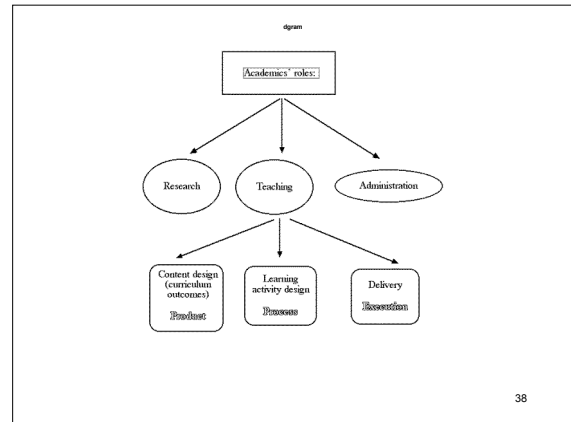 dgram
Academics' roles:
Research
Teaching
Administration
Content design
(curriculum
outcomes)
Product
Learning
activity design
Process
Delivery
Execution
38